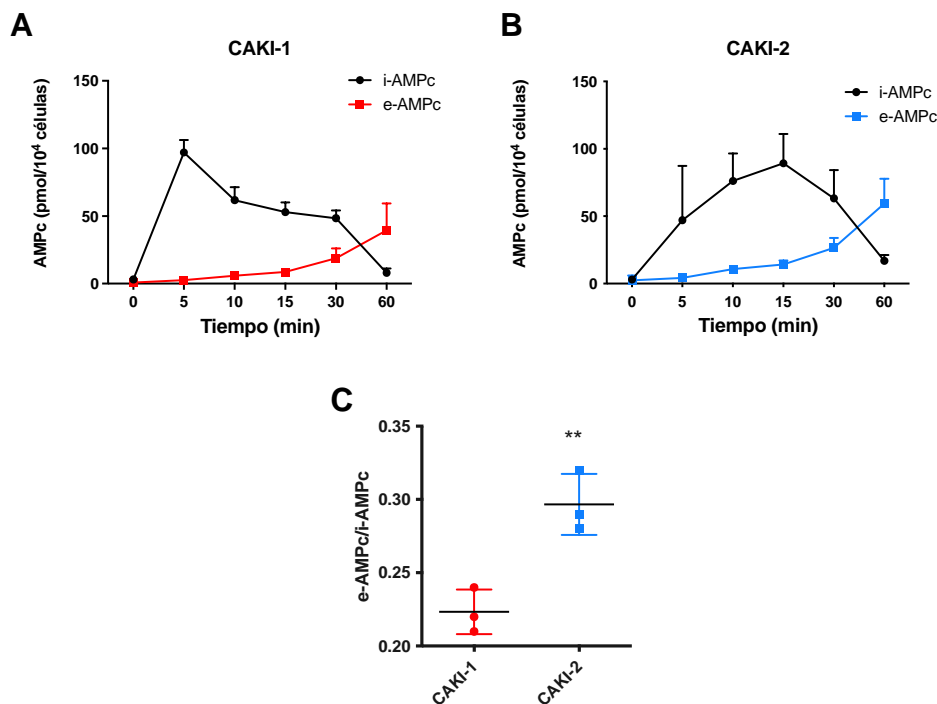 A
CAKI-1
i-AMPc
e-AMPc
AMPc (pmol/10⁴ células)
150
100
50
0
0 5 10 15 30 60
Tiempo (min)
B
CAKI-2
i-AMPc
e-AMPc
AMPc (pmol/10⁴ células)
150
100
50
0
0 5 10 15 30 60
Tiempo (min)
C
e-AMPc/i-AMPc
0.35
0.30
0.25
0.20
**
CAKI-1
CAKI-2